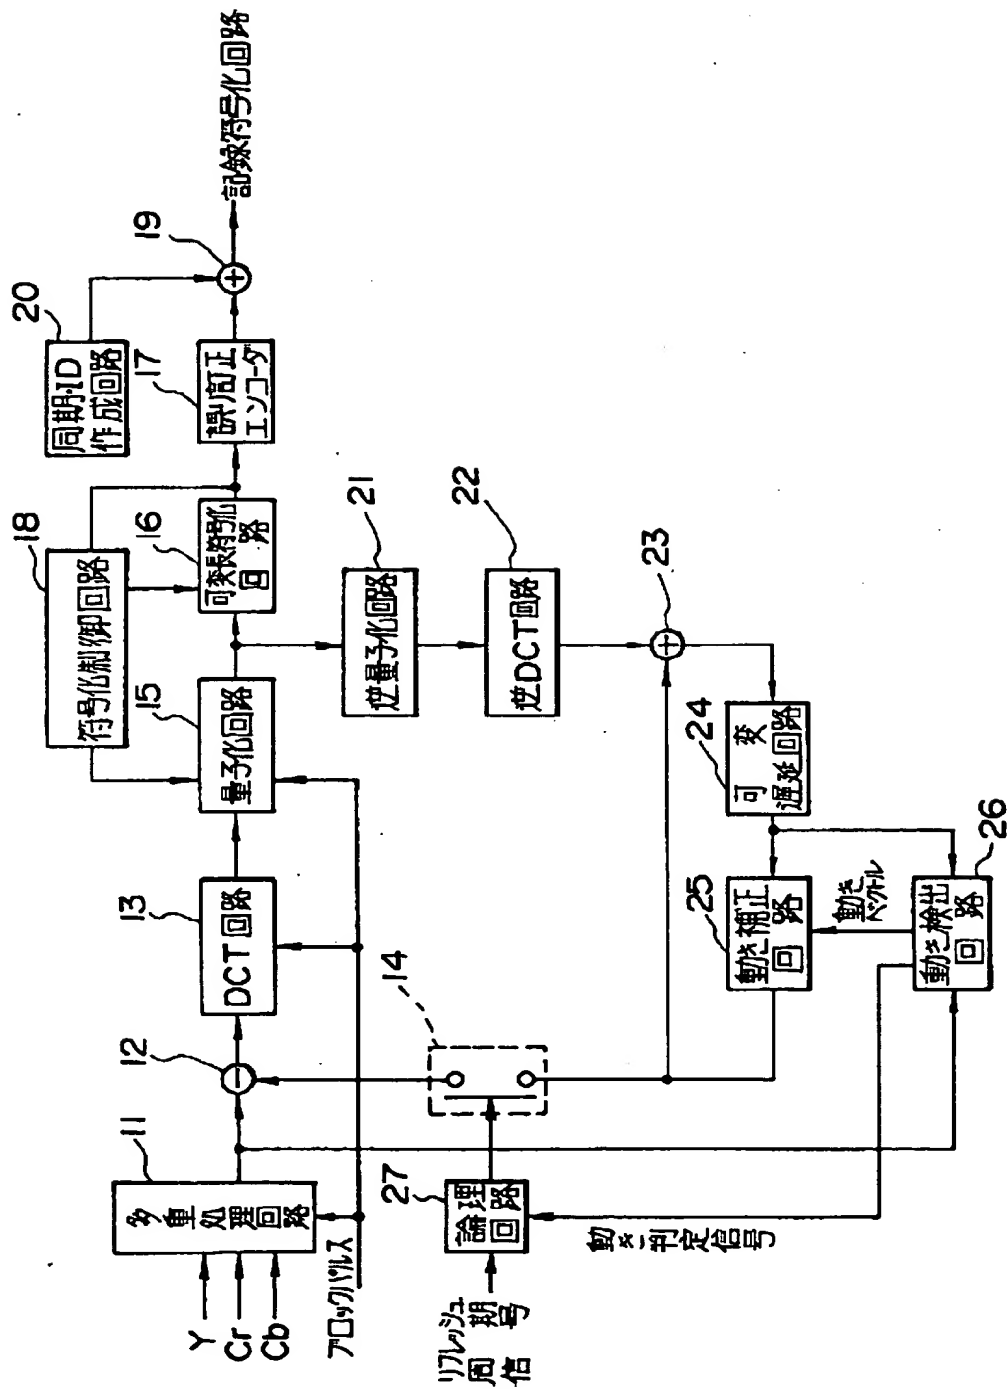 Y
Cr
Cb
ブロックパルス
11
多重
処理回路
12
13
DCT回路
15
量子化回路
18
符号化制御回路
16
可変長符号化
回路
17
誤り訂正
エンコーダ
20
同期・ID
作成回路
19
記録符号化回路
21
逆量子化回路
22
逆DCT回路
23
24
可変
遅延回路
25
動き補正
回路
動き
ベクトル
26
動き検出
回路
14
27
論理
回路
動き判定信号
リフレッシュ
周期
信号